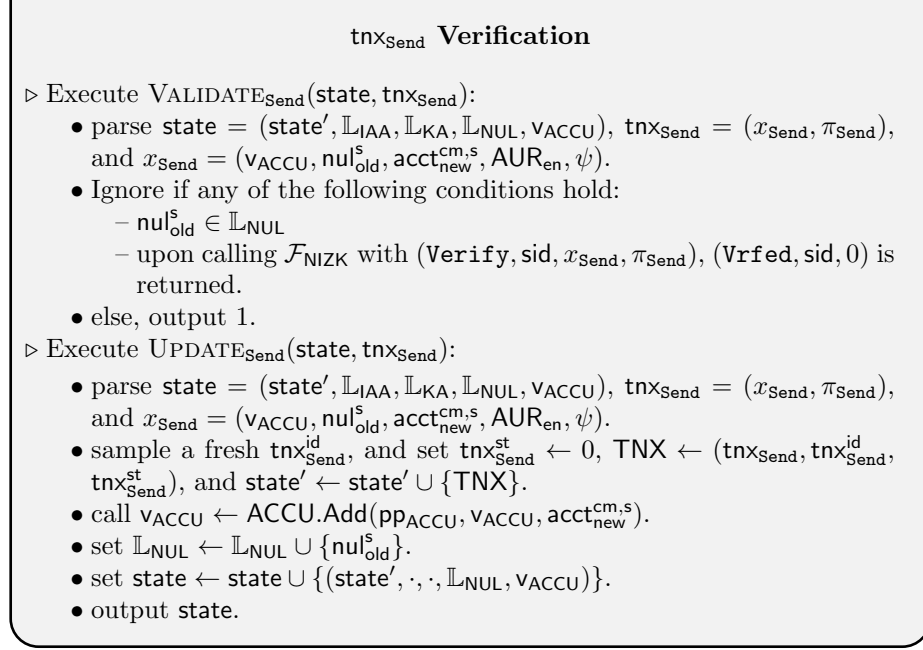 tnx_Send Verification
▷ Execute VALIDATE_Send(state, tnx_Send):
• parse state = (state′, 𝕃_IAA, 𝕃_KA, 𝕃_NUL, v_ACCU), tnx_Send = (x_Send, π_Send),
and x_Send = (v_ACCU, nul^s_old, acct^cm,s_new, AUR_en, ψ).
• Ignore if any of the following conditions hold:
– nul^s_old ∈ 𝕃_NUL
– upon calling ℱ_NIZK with (Verify, sid, x_Send, π_Send), (Vrfed, sid, 0) is
returned.
• else, output 1.
▷ Execute UPDATE_Send(state, tnx_Send):
• parse state = (state′, 𝕃_IAA, 𝕃_KA, 𝕃_NUL, v_ACCU), tnx_Send = (x_Send, π_Send),
and x_Send = (v_ACCU, nul^s_old, acct^cm,s_new, AUR_en, ψ).
• sample a fresh tnx^id_Send, and set tnx^st_Send ← 0, TNX ← (tnx_Send, tnx^id_Send,
tnx^st_Send), and state′ ← state′ ∪ {TNX}.
• call v_ACCU ← ACCU.Add(pp_ACCU, v_ACCU, acct^cm,s_new).
• set 𝕃_NUL ← 𝕃_NUL ∪ {nul^s_old}.
• set state ← state ∪ {(state′, ·, ·, 𝕃_NUL, v_ACCU)}.
• output state.